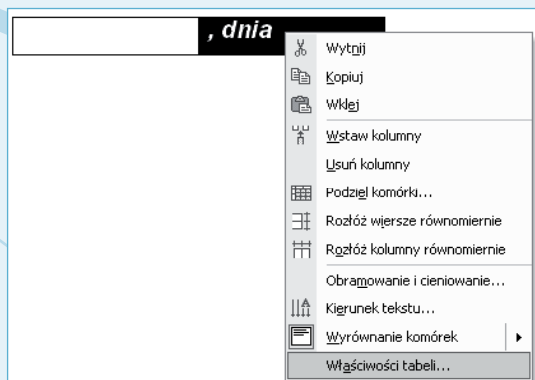 , dnia
Wytnij
Kopiuj
Wklej
Wstaw kolumny
Usuń kolumny
Podziel komórki...
Rozłóż wiersze równomiernie
Rozłóż kolumny równomiernie
Obramowanie i cieniowanie...
Kierunek tekstu...
Wyrównanie komórek
Właściwości tabeli...